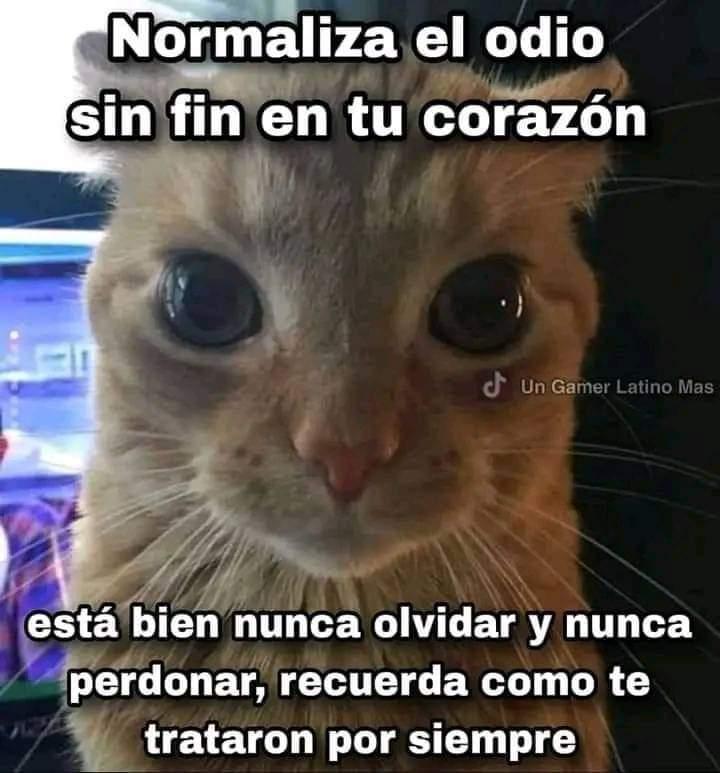 Normaliza el odio
sin fin en tu corazón
Un Gamer Latino Mas
está bien nunca olvidar y nunca
perdonar, recuerda como te
trataron por siempre